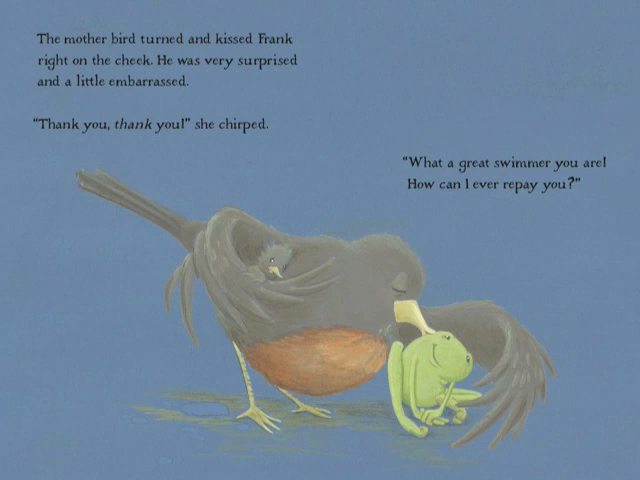 The mother bird turned and kissed Frank
right on the cheek. He was very surprised
and a little embarrassed.
“Thank you, thank you!” she chirped.
“What a great swimmer you are!
How can I ever repay you?”